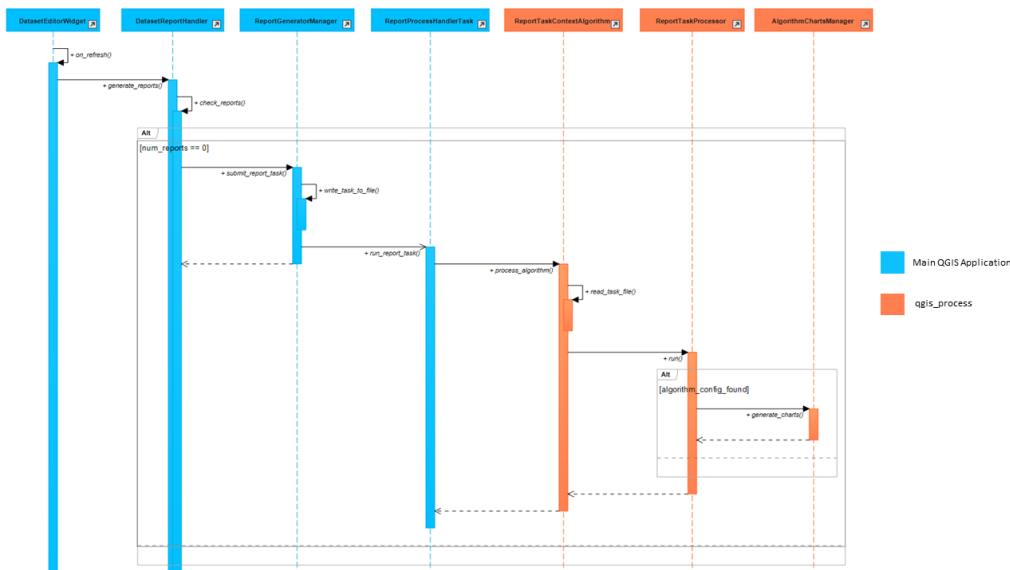 DatasetEditorWidget
DatasetReportHandler
ReportGeneratorManager
ReportProcessHandlerTask
ReportTaskContextAlgorithm
ReportTaskProcessor
AlgorithmChartsManager
+ on_refresh()
+ generate_reports()
+ check_reports()
Alt
[num_reports == 0]
+ submit_report_task()
+ write_task_to_file()
+ run_report_task()
+ process_algorithm()
Main QGIS Application
+ read_task_file()
qgis_process
+ run()
Alt
[algorithm_config_found]
+ generate_charts()